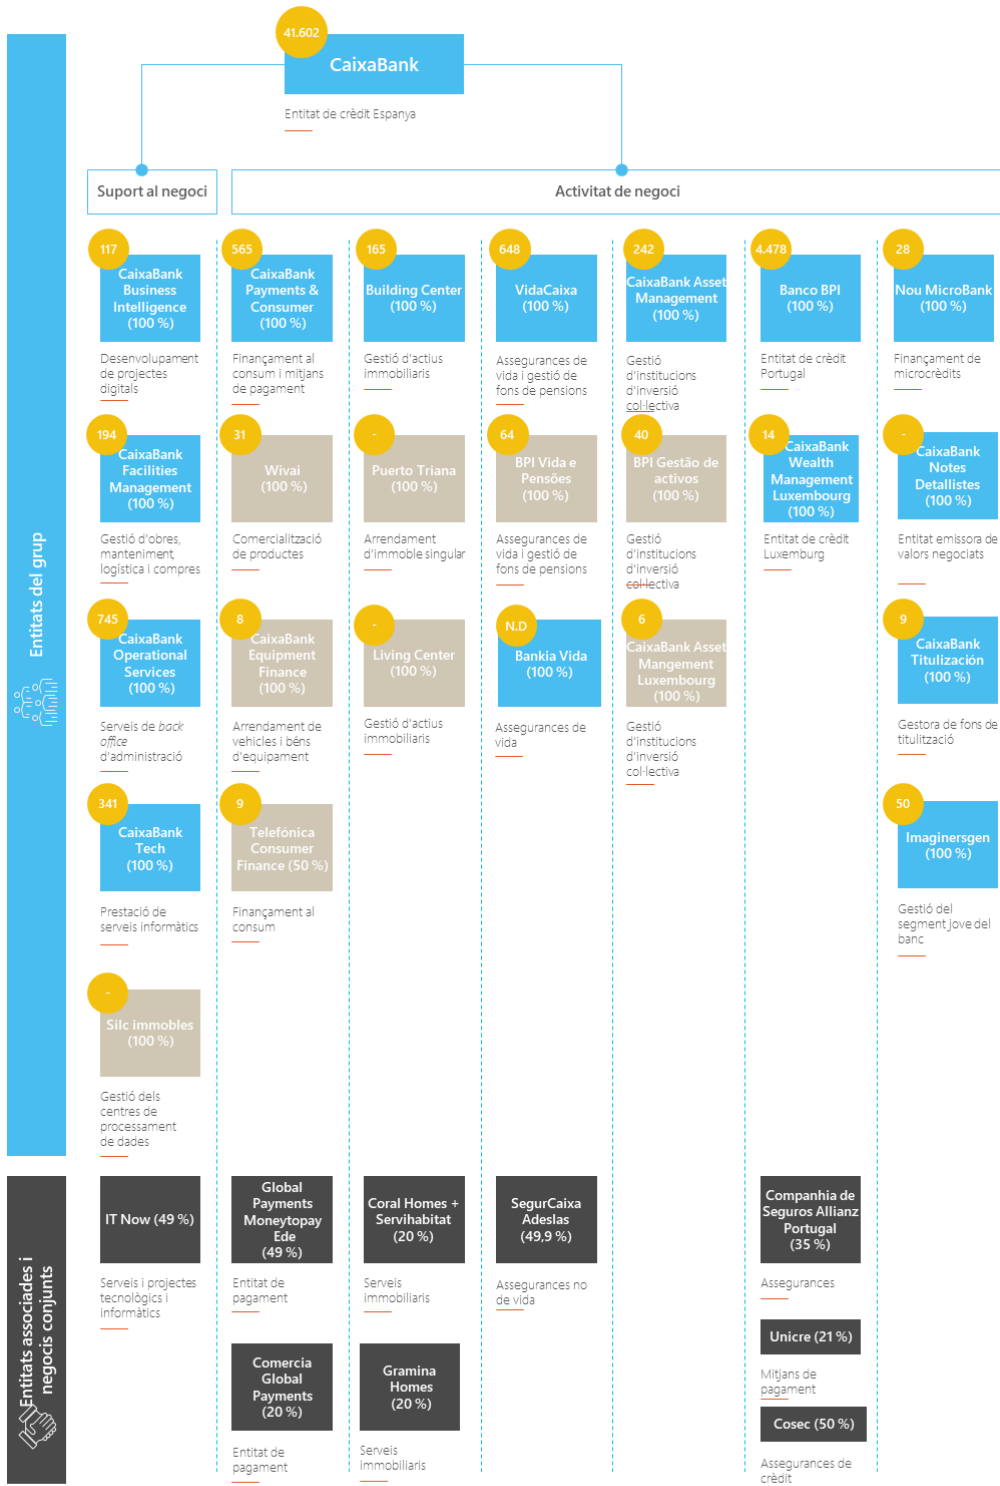 41.602
CaixaBank
Entitat de crèdit Espanya
Suport al negoci
Activitat de negoci
Entitats del grup
117
CaixaBank
Business
Intelligence
(100 %)
Desenvolupament
de projectes
digitals
194
CaixaBank
Facilities
Management
(100 %)
Gestió d'obres,
manteniment,
logística i compres
745
CaixaBank
Operational
Services
(100 %)
Serveis de back
office
d'administració
341
CaixaBank
Tech
(100 %)
Prestació de
serveis informàtics
-
Silc immobles
(100 %)
Gestió dels
centres de
processament
de dades
565
CaixaBank
Payments &
Consumer
(100 %)
Finançament al
consum i mitjans
de pagament
31
Wivai
(100 %)
Comercialització
de productes
8
CaixaBank
Equipment
Finance
(100 %)
Arrendament de
vehicles i béns
d'equipament
9
Telefónica
Consumer
Finance (50 %)
Finançament al
consum
165
Building Center
(100 %)
Gestió d'actius
immobiliaris
-
Puerto Triana
(100 %)
Arrendament
d'immoble singular
-
Living Center
(100 %)
Gestió d'actius
immobiliaris
648
VidaCaixa
(100 %)
Assegurances de
vida i gestió de
fons de pensions
64
BPI Vida e
Pensões
(100 %)
Assegurances de
vida i gestió de
fons de pensions
N.D
Bankia Vida
(100 %)
Assegurances de
vida
242
CaixaBank Asset
Management
(100 %)
Gestió
d'institucions
d'inversió
col·lectiva
40
BPI Gestão de
activos
(100 %)
Gestió
d'institucions
d'inversió
col·lectiva
6
CaixaBank Asset
Mangement
Luxembourg
(100 %)
Gestió
d'institucions
d'inversió
col·lectiva
4.478
Banco BPI
(100 %)
Entitat de crèdit
Portugal
14
CaixaBank
Wealth
Management
Luxembourg
(100 %)
Entitat de crèdit
Luxemburg
28
Nou MicroBank
(100 %)
Finançament de
microcrèdits
-
CaixaBank
Notes
Detallistes
(100 %)
Entitat emissora de
valors negociats
9
CaixaBank
Titulización
(100 %)
Gestora de fons de
titulització
50
Imaginersgen
(100 %)
Gestió del
segment jove del
banc
Entitats associades i
negocis conjunts
IT Now (49 %)
Serveis i projectes
tecnològics i
informàtics
Global
Payments
Moneytopay
Ede
(49 %)
Entitat de
pagament
Comercia
Global
Payments
(20 %)
Entitat de
pagament
Coral Homes +
Servihabitat
(20 %)
Serveis
immobiliaris
Gramina
Homes
(20 %)
Serveis
immobiliaris
SegurCaixa
Adeslas
(49,9 %)
Assegurances no
de vida
Companhia de
Seguros Allianz
Portugal
(35 %)
Assegurances
Unicre (21 %)
Mitjans de
pagament
Cosec (50 %)
Assegurances de
crèdit